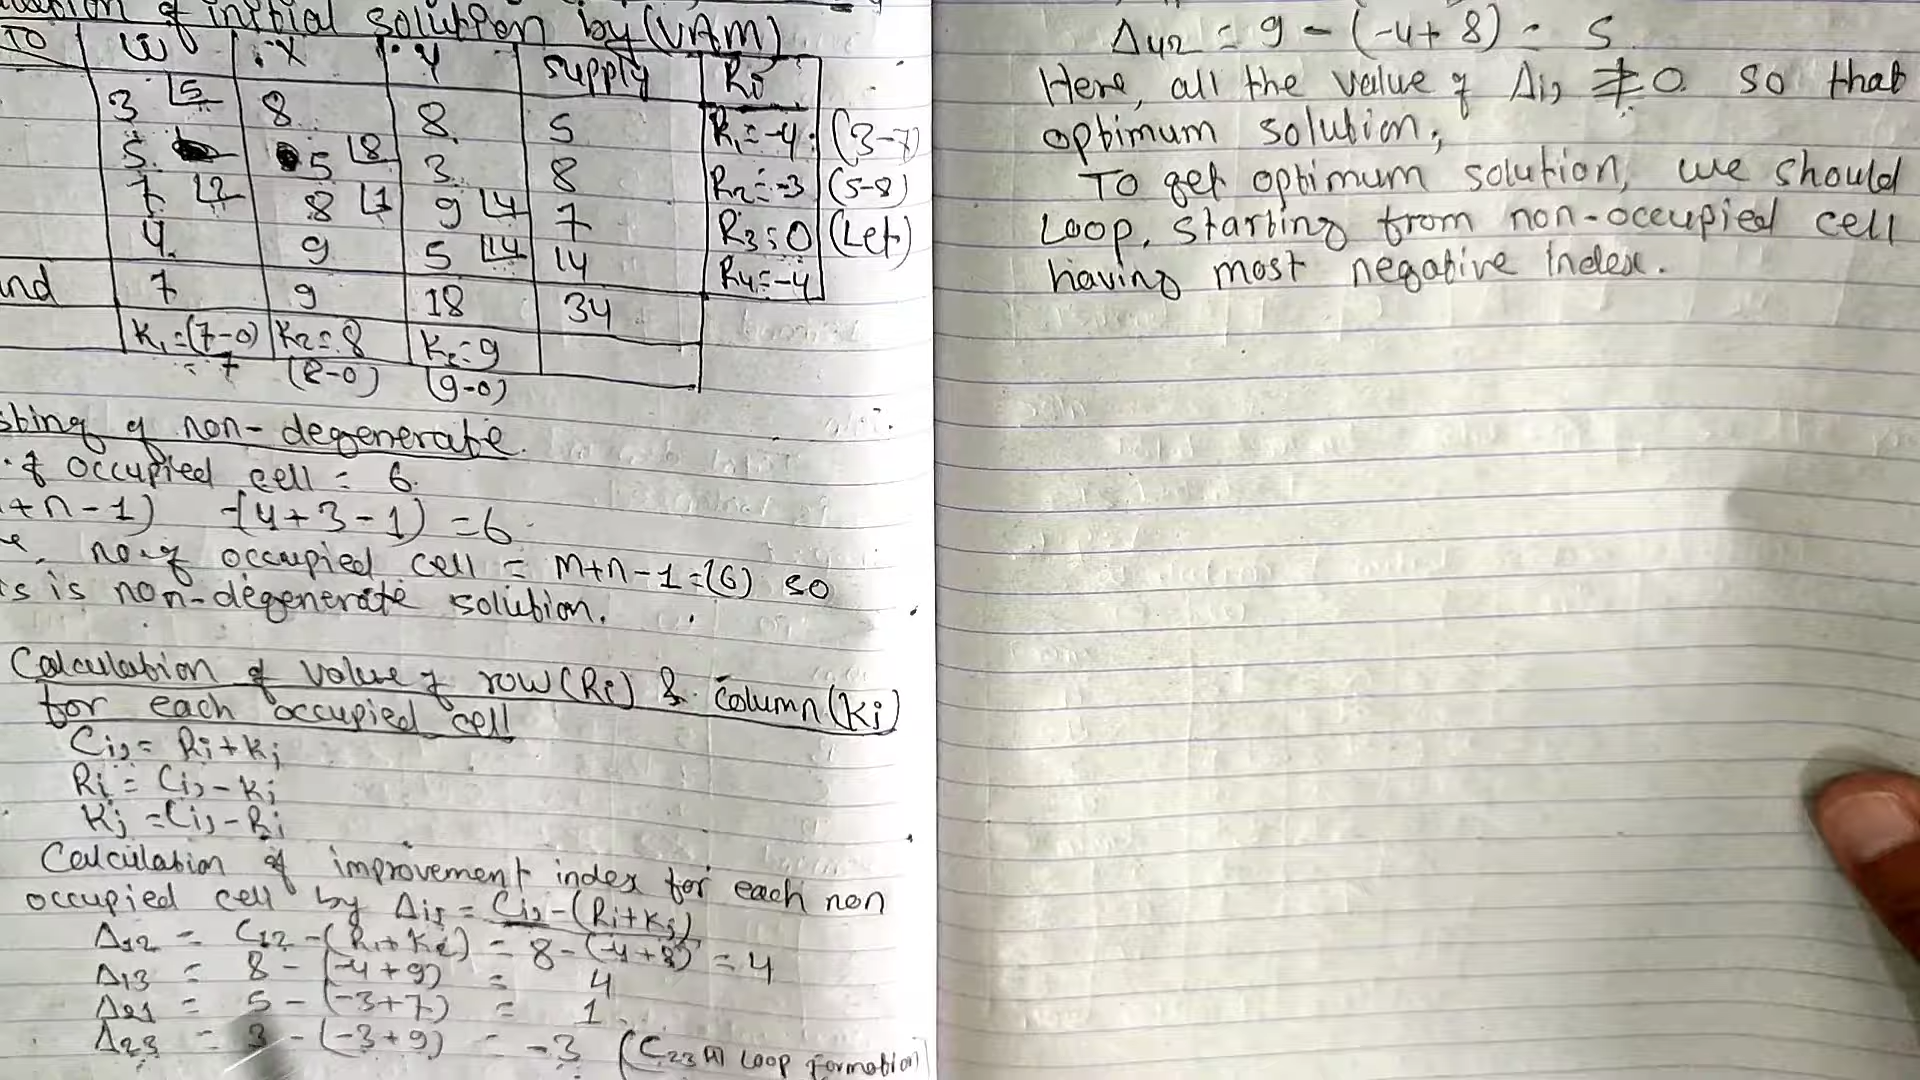 of initial solution by (VAM)
TO W X Y supply Ri
3 5 8 8 5 R1=-4 (3-7)
5 5 8 3 8 R2=-3 (5-8)
7 2 8 1 9 4 7 R3=0 (Let)
4 9 5 14 14 R4=-4
nd 7 9 18 34
K1=(7-0) K2=8 K2=9
=7 (8-0) (9-0)
sting of non-degenerate.
of occupied cell = 6.
+n-1) -(4+3-1) =6
no. of occupied cell = m+n-1=(6) so
s is non-degenerate solution.
Calculation of value of row (Ri) & column (Kj)
for each occupied cell
Cij= Ri+Kj
Ri = Cij-Kj
Kj =Cij-Ri
Calculation of improvement index for each non
occupied cell by Δij = Cij-(Ri+Kj)
Δ12 = C12-(R1+K2) = 8-(-4+8) = 4
Δ13 = 8-(-4+9) = 4
Δ21 = 5-(-3+7) = 1
Δ23 = 3-(-3+9) = -3 (C23 Loop Formation)
Δ42 = 9-(-4+8) = 5
Here, all the value of Δij ≱0. so that
optimum solution,
To get optimum solution, we should
Loop, starting from non-occupied cell
having most negative index.